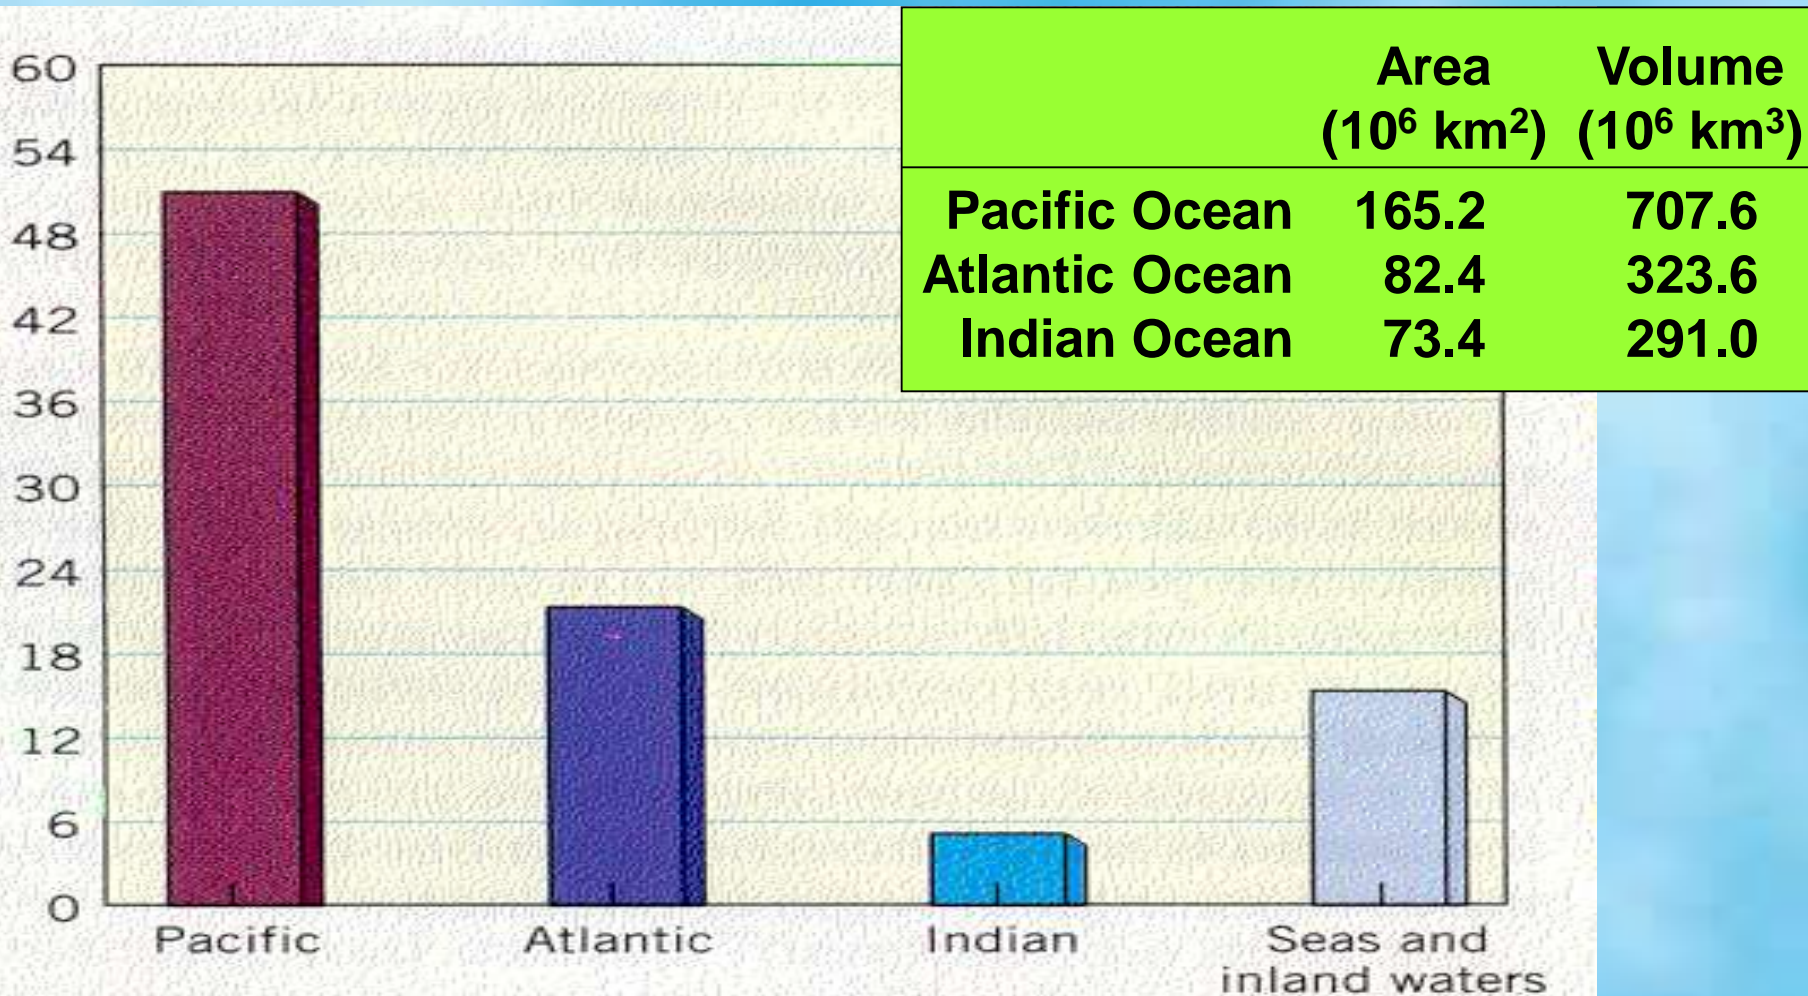 Area Volume
(10⁶ km²) (10⁶ km³)
Pacific Ocean 165.2 707.6
Atlantic Ocean 82.4 323.6
Indian Ocean 73.4 291.0
60
54
48
42
36
30
24
18
12
6
0
Pacific Atlantic Indian Seas and
inland waters